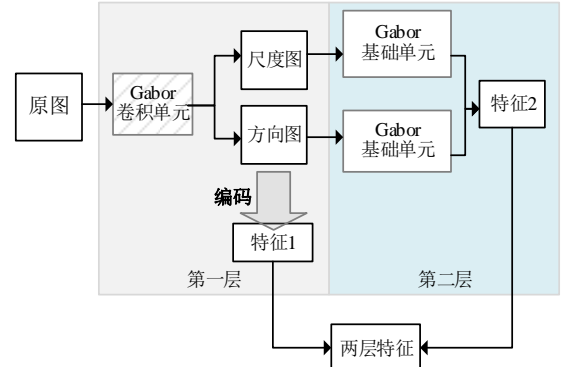 原图
Gabor
卷积单元
尺度图
方向图
Gabor
基础单元
Gabor
基础单元
特征2
编码
特征1
第一层
第二层
两层特征